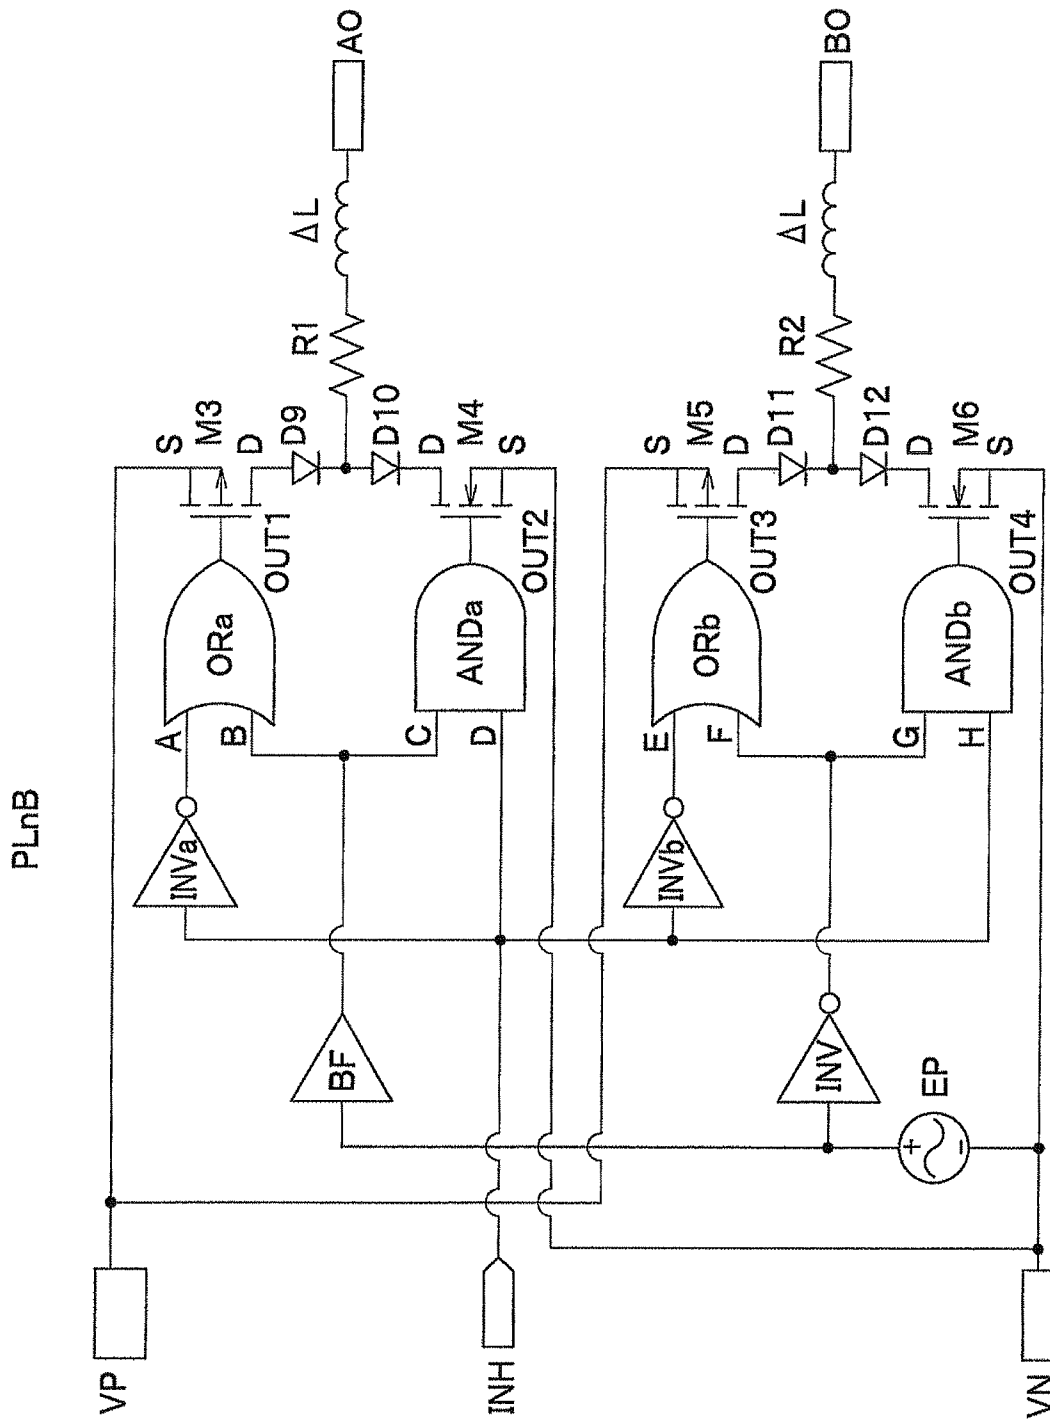 PLnB
VP
INH
VN
BF
INV
EP
+
-
INVa
INVb
A
B
C
D
E
F
G
H
ORa
ANDa
ORb
ANDb
OUT1
OUT2
OUT3
OUT4
S
M3
D
D9
D10
D
M4
S
S
M5
D
D11
D12
D
M6
S
R1
R2
ΔL
ΔL
AO
BO